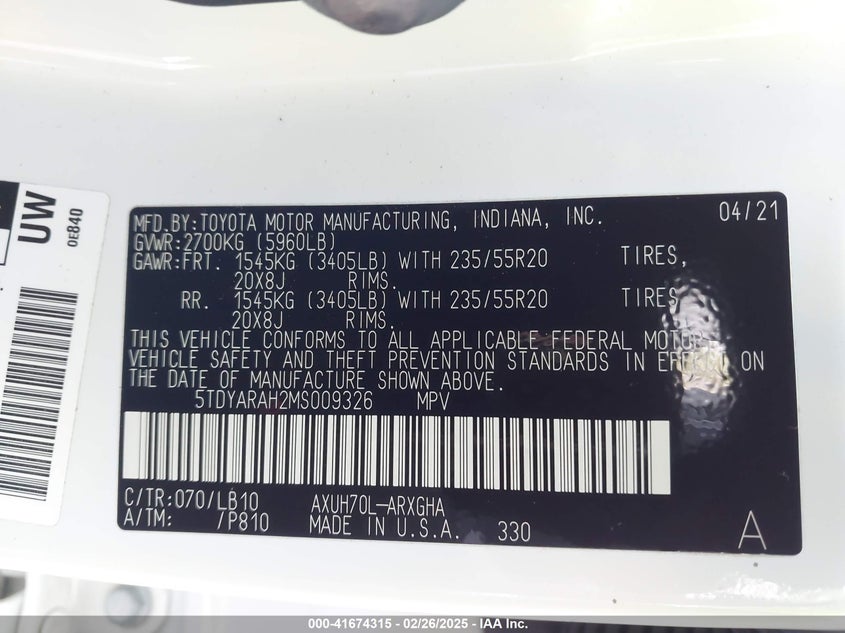 UW
0E840
MFD.BY:TOYOTA MOTOR MANUFACTURING, INDIANA, INC. 04/21
GVWR:2700KG (5960LB)
GAWR:FRT. 1545KG (3405LB) WITH 235/55R20 TIRES,
20X8J RIMS.
RR. 1545KG (3405LB) WITH 235/55R20 TIRES,
20X8J RIMS.
THIS VEHICLE CONFORMS TO ALL APPLICABLE FEDERAL MOTOR
VEHICLE SAFETY AND THEFT PREVENTION STANDARDS IN EFFECT ON
THE DATE OF MANUFACTURE SHOWN ABOVE.
5TDYARAH2MS009326 MPV
C/TR:070/LB10 AXUH70L-ARXGHA
A/TM: /P810 MADE IN U.S.A. 330 A
000-41674315 - 02/26/2025 - IAA Inc.